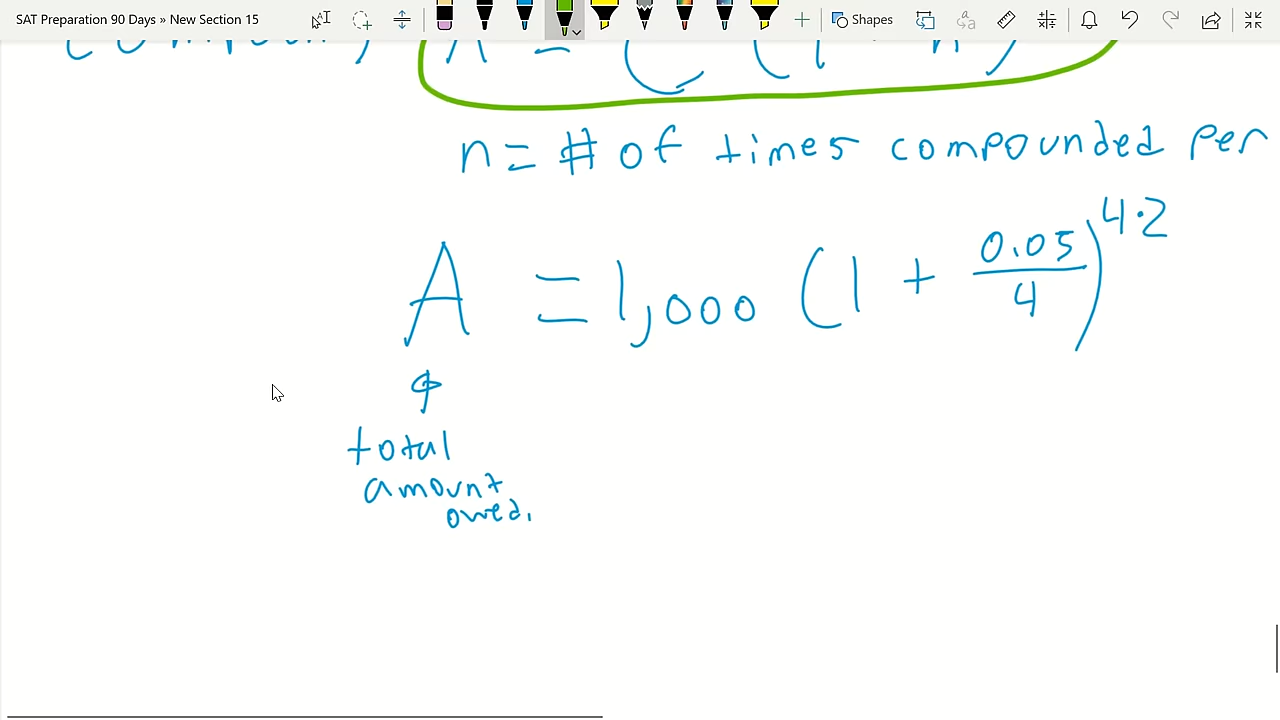 SAT Preparation 90 Days » New Section 15
Shapes
n = # of times compounded per
A = 1,000 (1 + 0.05/4)^4·2
total
amount
owed.